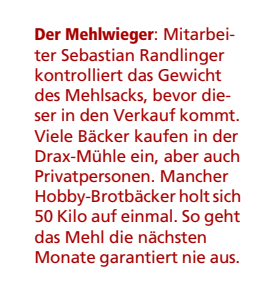 Der Mehlwieger: Mitarbei-
ter Sebastian Randlinger
kontrolliert das Gewicht
des Mehlsacks, bevor die-
ser in den Verkauf kommt.
Viele Bäcker kaufen in der
Drax-Mühle ein, aber auch
Privatpersonen. Mancher
Hobby-Brotbäcker holt sich
50 Kilo auf einmal. So geht
das Mehl die nächsten
Monate garantiert nie aus.